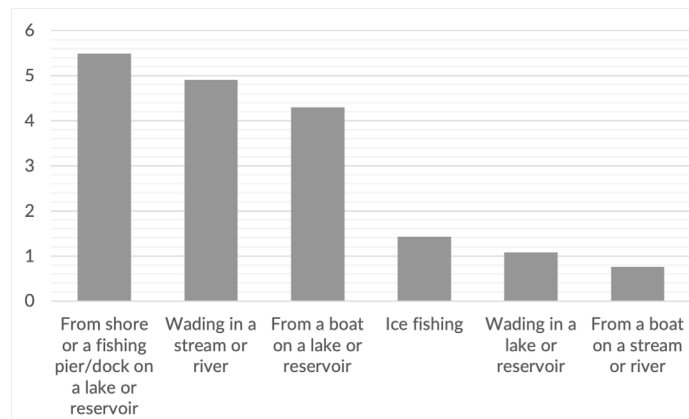 6
5
4
3
2
1
0
From shore
or a fishing
pier/dock on
a lake or
reservoir
Wading in a
stream or
river
From a boat
on a lake or
reservoir
Ice fishing
Wading in a
lake or
reservoir
From a boat
on a stream
or river